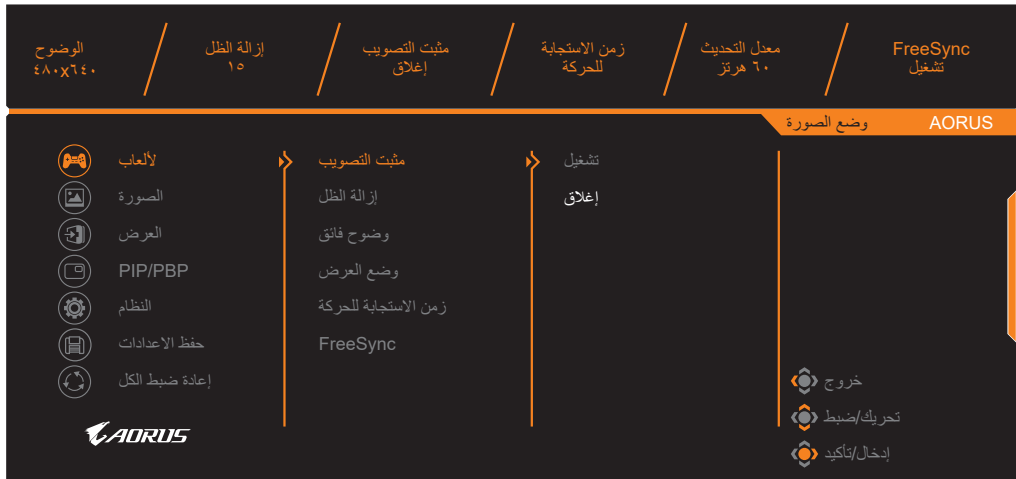 الوضوح
٤٨٠x٦٤٠
إزالة الظل
١٥
مثبت التصويب
إغلاق
زمن الاستجابة
للحركة
معدل التحديث
٦٠ هرتز
FreeSync
تشغيل
وضع الصورة
AORUS
لألعاب
مثبت التصويب
تشغيل
الصورة
إزالة الظل
إغلاق
العرض
وضوح فائق
PIP/PBP
وضع العرض
النظام
زمن الاستجابة للحركة
حفظ الاعدادات
FreeSync
إعادة ضبط الكل
خروج
تحريك/ضبط
إدخال/تأكيد
AORUS